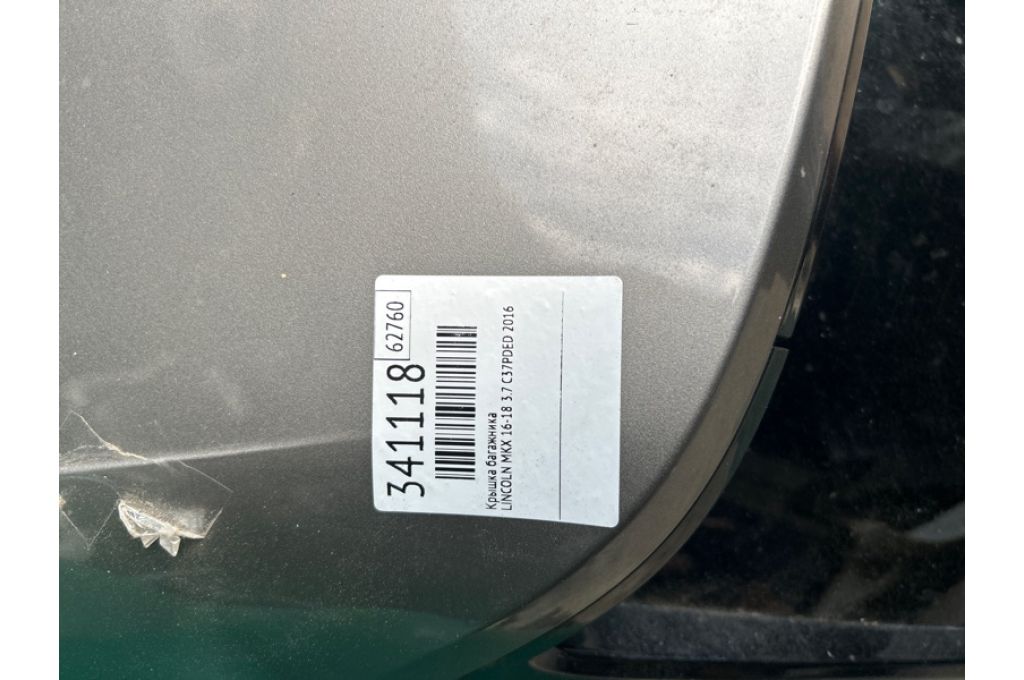 341118
62760
Крышка багажника
LINCOLN MKX 16-18 3.7 C37PDED 2016